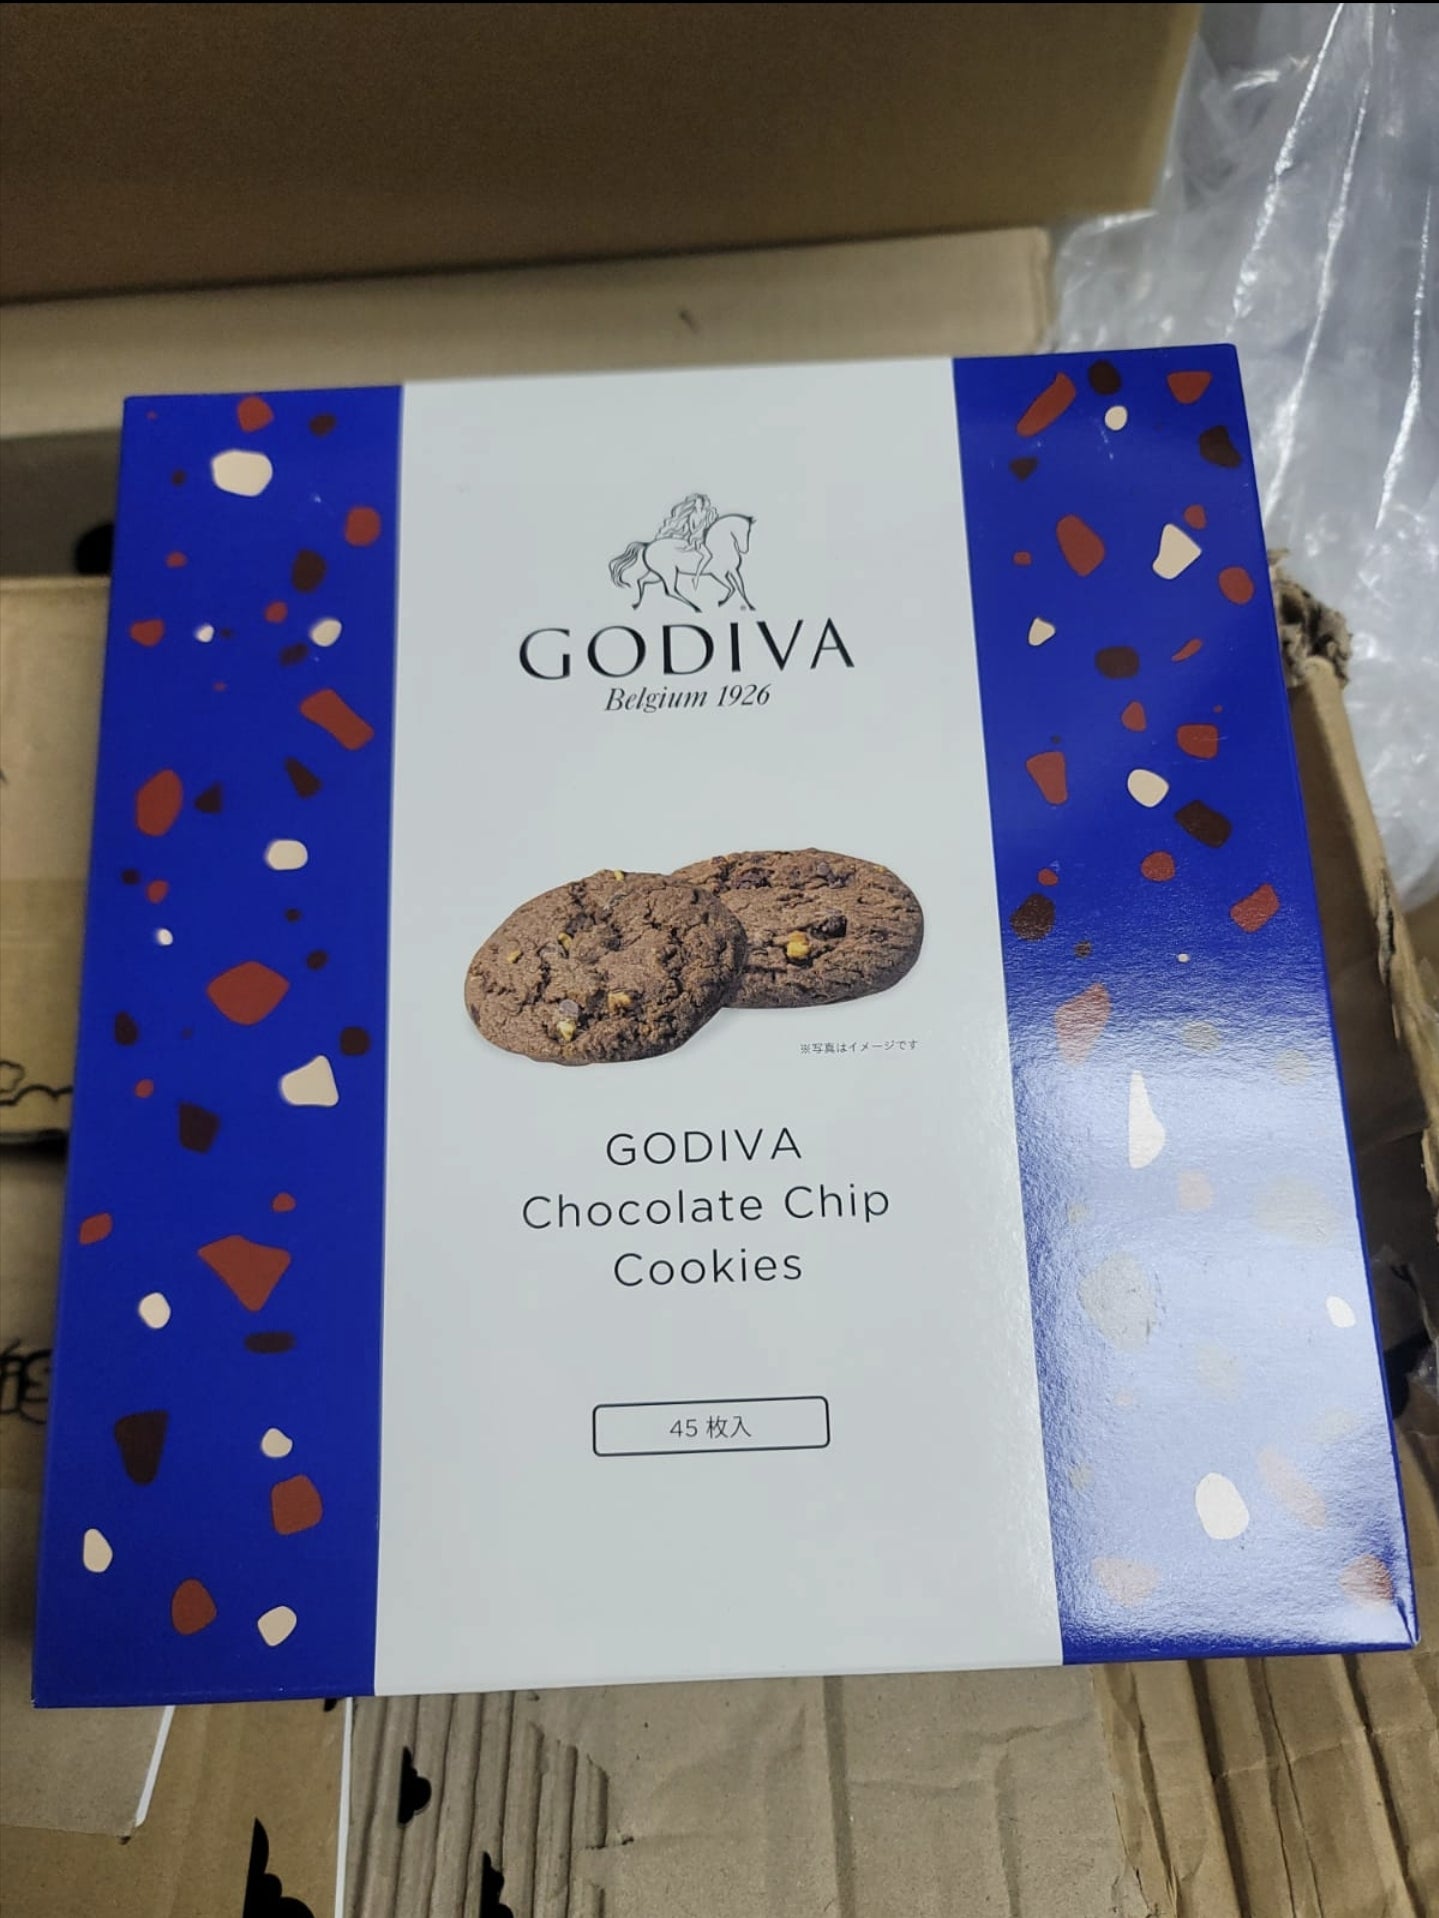 GODIVA
Belgium 1926
※写真はイメージです
GODIVA
Chocolate Chip
Cookies
45 枚入